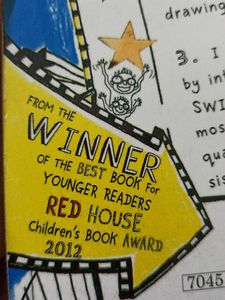 drawing
3. I
by int
SWI
mos
qua
sis
FROM THE
WINNER
OF THE BEST BOOK For
YOUNGER READERS
RED HOUSE
Children's BOOK AWARD
2012
7045